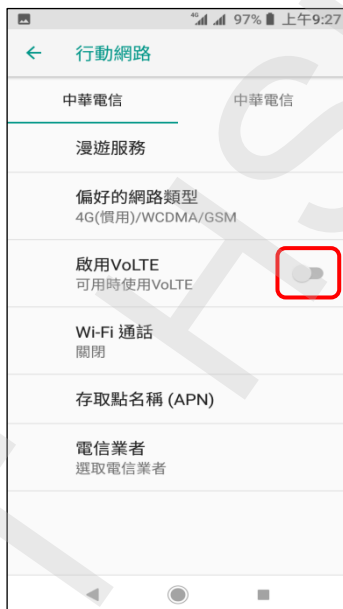 4G 97% 上午9:27
行動網路
中華電信 中華電信
漫遊服務
偏好的網路類型
4G(慣用)/WCDMA/GSM
啟用VoLTE
可用時使用VoLTE
Wi-Fi 通話
關閉
存取點名稱 (APN)
電信業者
選取電信業者